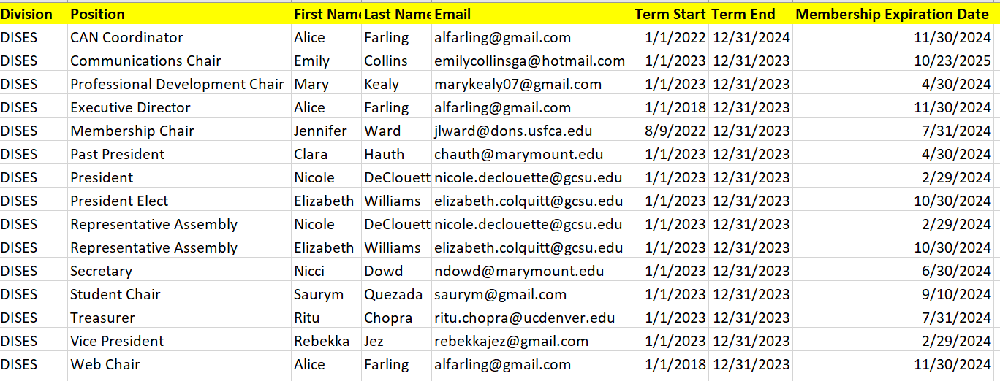 Division Position First Name Last Name Email Term Start Term End Membership Expiration Date
DISES CAN Coordinator Alice Farling alfarling@gmail.com 1/1/2022 12/31/2024 11/30/2024
DISES Communications Chair Emily Collins emilycollinsga@hotmail.com 1/1/2023 12/31/2023 10/23/2025
DISES Professional Development Chair Mary Kealy marykealy07@gmail.com 1/1/2023 12/31/2023 4/30/2024
DISES Executive Director Alice Farling alfarling@gmail.com 1/1/2018 12/31/2023 11/30/2024
DISES Membership Chair Jennifer Ward jlward@dons.usfca.edu 8/9/2022 12/31/2023 7/31/2024
DISES Past President Clara Hauth chauth@marymount.edu 1/1/2023 12/31/2023 4/30/2024
DISES President Nicole DeClouett nicole.declouette@gcsu.edu 1/1/2023 12/31/2023 2/29/2024
DISES President Elect Elizabeth Williams elizabeth.colquitt@gcsu.edu 1/1/2023 12/31/2023 10/30/2024
DISES Representative Assembly Nicole DeClouett nicole.declouette@gcsu.edu 1/1/2023 12/31/2023 2/29/2024
DISES Representative Assembly Elizabeth Williams elizabeth.colquitt@gcsu.edu 1/1/2023 12/31/2023 10/30/2024
DISES Secretary Nicci Dowd ndowd@marymount.edu 1/1/2023 12/31/2023 6/30/2024
DISES Student Chair Saurym Quezada saurym@gmail.com 1/1/2023 12/31/2023 9/10/2024
DISES Treasurer Ritu Chopra ritu.chopra@ucdenver.edu 1/1/2023 12/31/2023 7/31/2024
DISES Vice President Rebekka Jez rebekkajez@gmail.com 1/1/2023 12/31/2023 2/29/2024
DISES Web Chair Alice Farling alfarling@gmail.com 1/1/2018 12/31/2023 11/30/2024